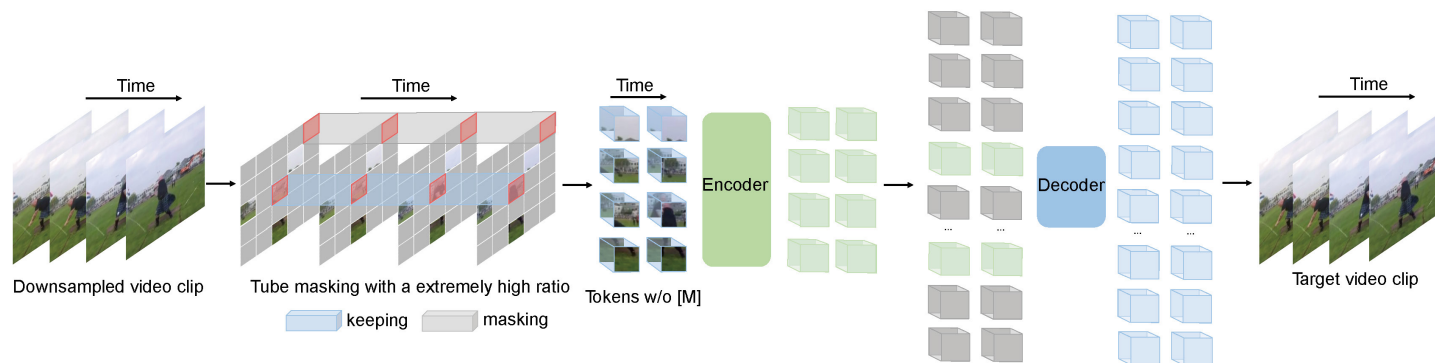 Time
Time
Time
Time
Encoder
Decoder
...
...
...
...
Downsampled video clip
Tube masking with a extremely high ratio
Tokens w/o [M]
Target video clip
keeping
masking